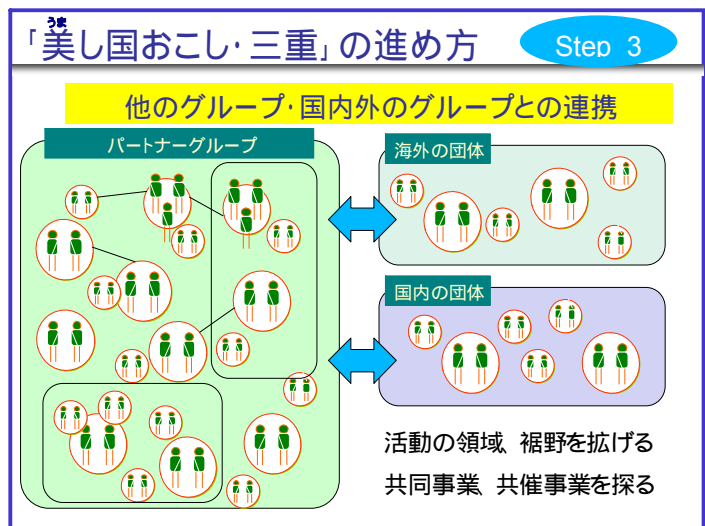 うま
「美し国おこし・三重」の進め方
Step 3
他のグループ・国内外のグループとの連携
パートナーグループ
海外の団体
国内の団体
活動の領域、裾野を拡げる
共同事業、共催事業を探る